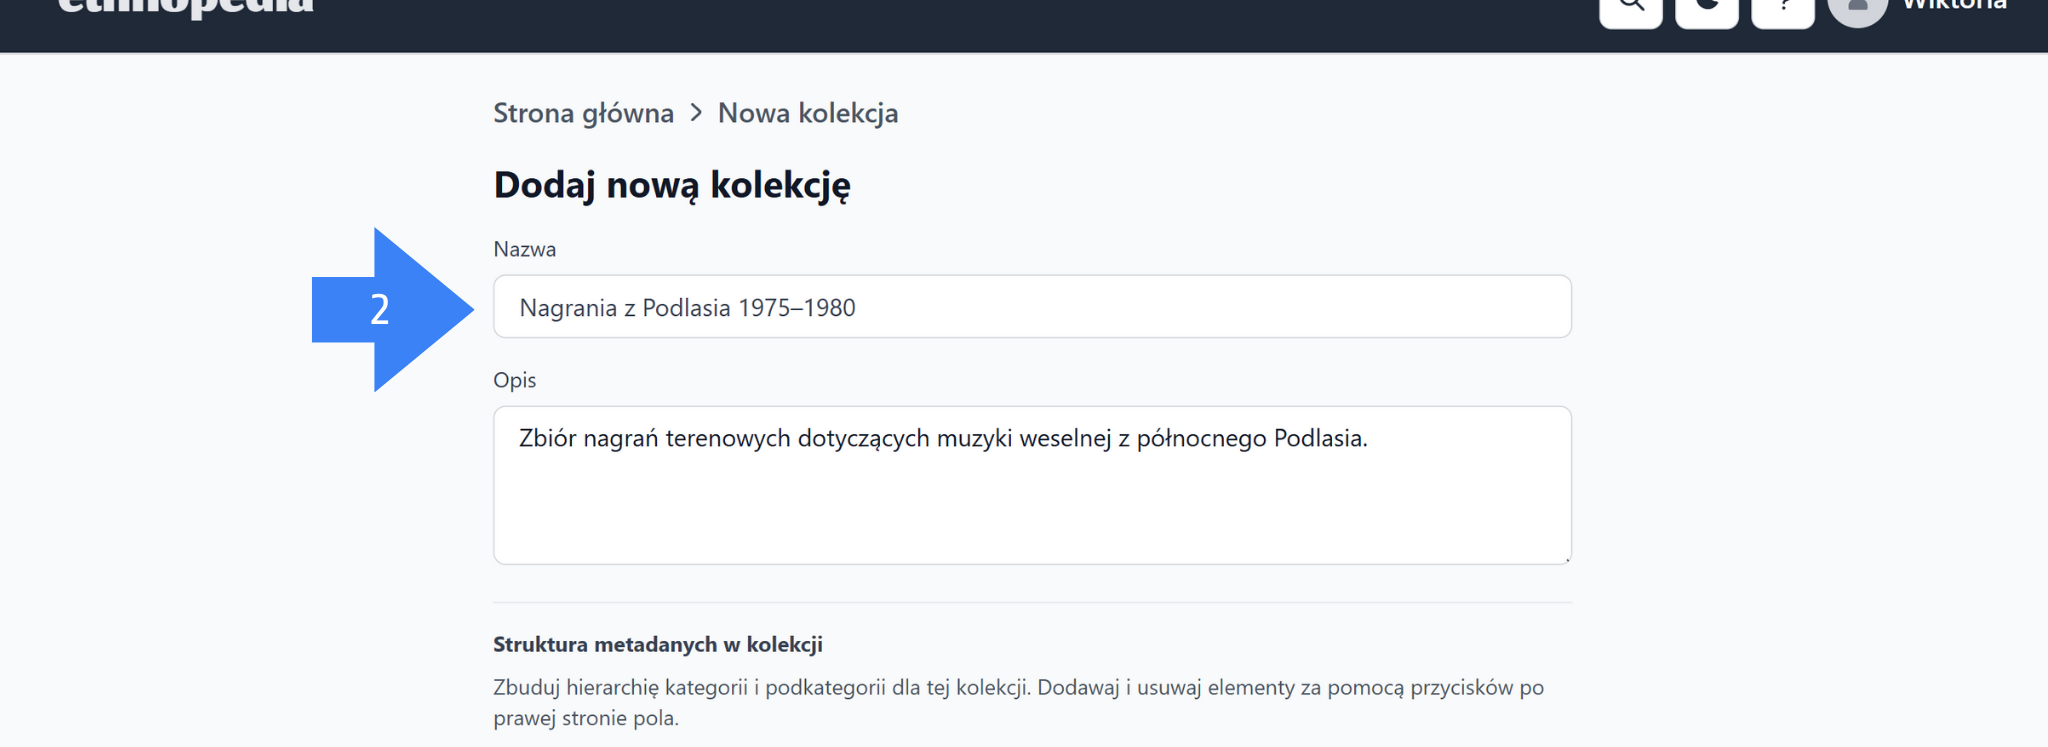 ethnopedia
Wiktoria
Strona główna > Nowa kolekcja
Dodaj nową kolekcję
Nazwa
2
Nagrania z Podlasia 1975–1980
Opis
Zbiór nagrań terenowych dotyczących muzyki weselnej z północnego Podlasia.
Struktura metadanych w kolekcji
Zbuduj hierarchię kategorii i podkategorii dla tej kolekcji. Dodawaj i usuwaj elementy za pomocą przycisków po
prawej stronie pola.